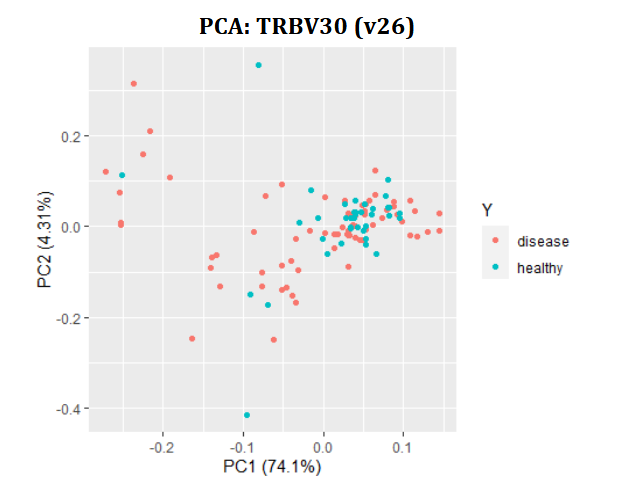 PCA: TRBV30 (v26)
PC2 (4.31%)
0.2
0.0
-0.2
-0.4
-0.2
-0.1
0.0
0.1
PC1 (74.1%)
Y
disease
healthy